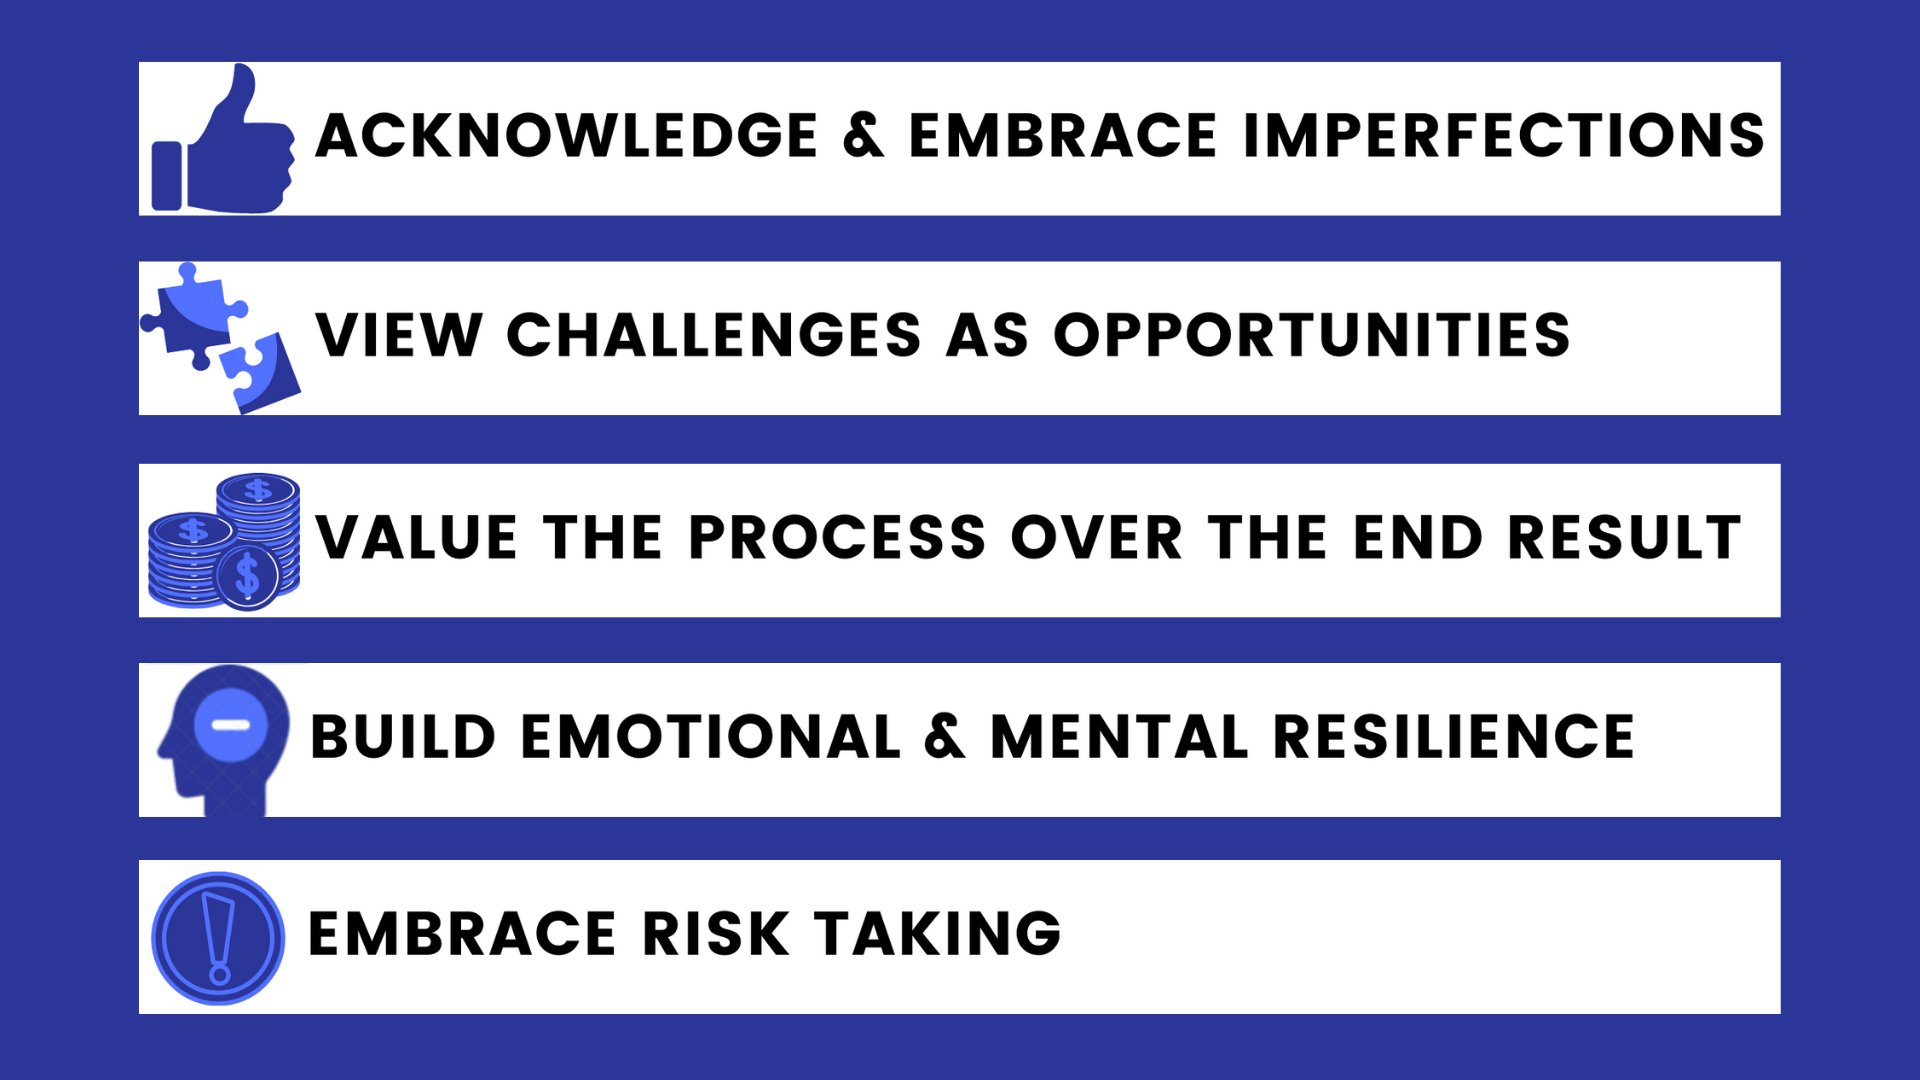 ACKNOWLEDGE & EMBRACE IMPERFECTIONS
VIEW CHALLENGES AS OPPORTUNITIES
$
$
$
VALUE THE PROCESS OVER THE END RESULT
BUILD EMOTIONAL & MENTAL RESILIENCE
!
EMBRACE RISK TAKING